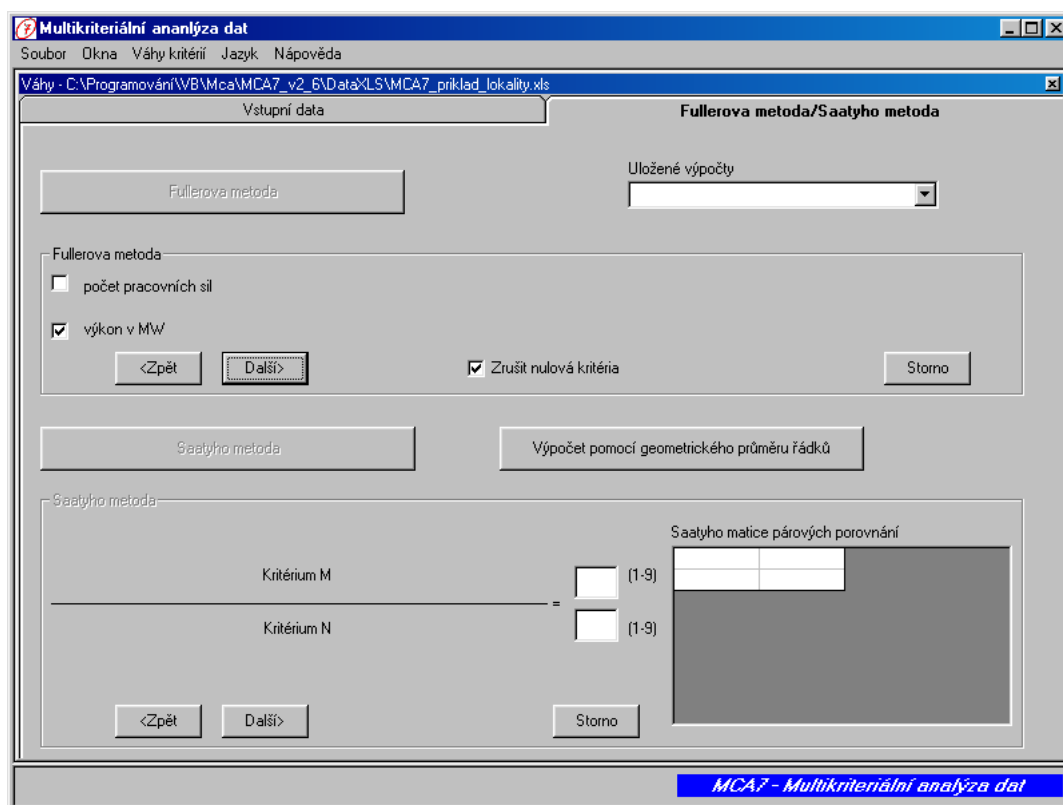 Multikriteriální ananlýza dat
Soubor Okna Váhy kritérií Jazyk Nápověda
Váhy - C:\Programování\VB\Mca\MCA7_v2_6\DataXLS\MCA7_priklad_lokality.xls
Vstupní data
Fullerova metoda/Saatyho metoda
Fullerova metoda
Uložené výpočty
Fullerova metoda
počet pracovních sil
výkon v MW
<Zpět
Další>
Zrušit nulová kritéria
Storno
Saatyho metoda
Výpočet pomocí geometrického průměru řádků
Saatyho metoda
Saatyho matice párových porovnání
Kritérium M
(1-9)
=
Kritérium N
(1-9)
<Zpět
Další>
Storno
MCA7 - Multikriteriální analýza dat